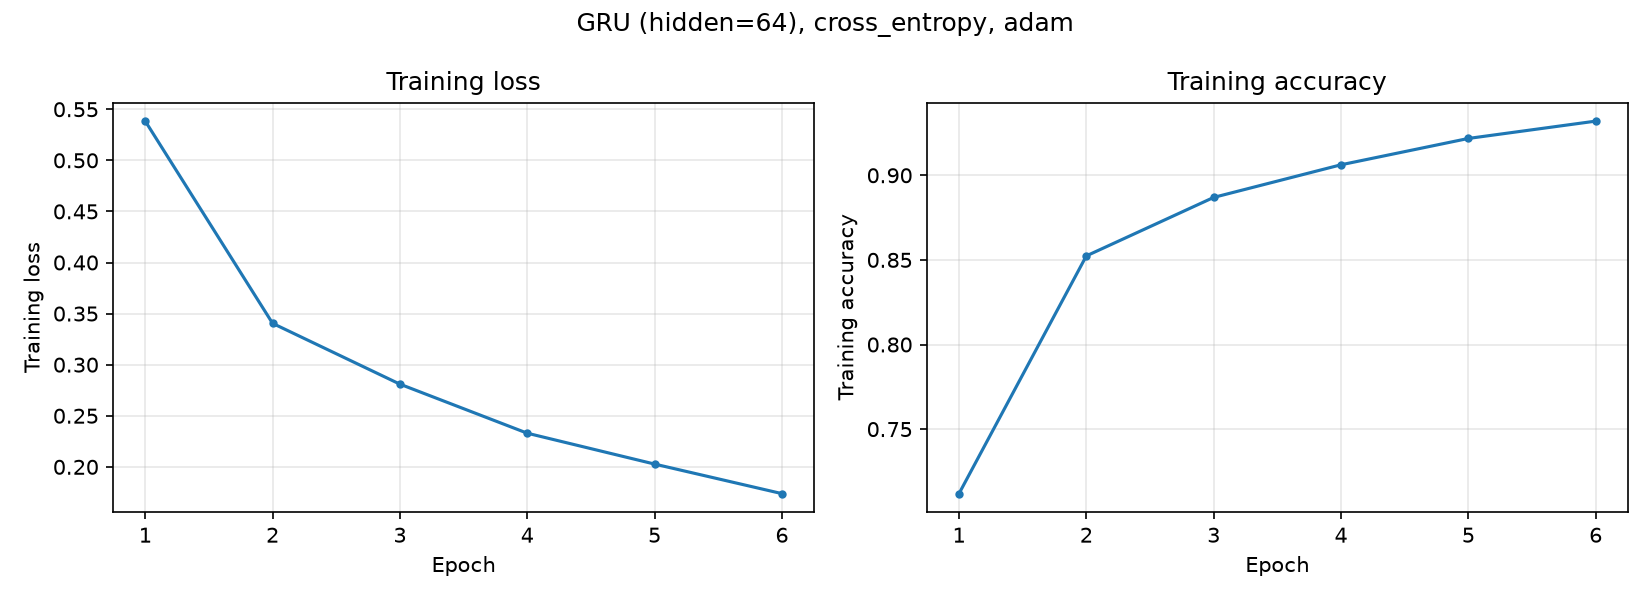 GRU (hidden=64), cross_entropy, adam
Training loss
Training loss
0.55
0.50
0.45
0.40
0.35
0.30
0.25
0.20
1 2 3 4 5 6
Epoch
Training accuracy
Training accuracy
0.90
0.85
0.80
0.75
1 2 3 4 5 6
Epoch